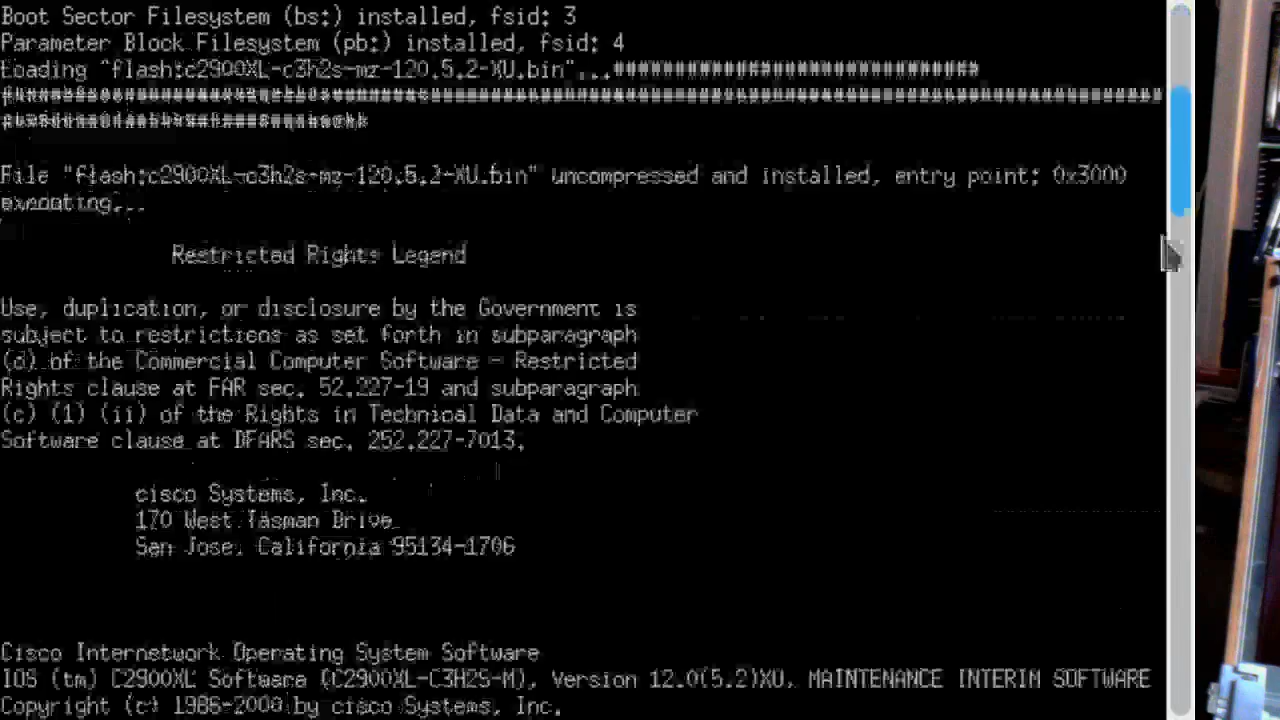 Boot Sector Filesystem (bs:) installed, fsid: 3
Parameter Block Filesystem (pb:) installed, fsid: 4
Loading "flash:c2900XL-c3h2s-mz-120.5.2-XU.bin"...###############################
File "flash:c2900XL-c3h2s-mz-120.5.2-XU.bin" uncompressed and installed, entry point: 0x3000
executing...
Restricted Rights Legend
Use, duplication, or disclosure by the Government is
subject to restrictions as set forth in subparagraph
(c) of the Commercial Computer Software - Restricted
Rights clause at FAR sec. 52.227-19 and subparagraph
(c) (1) (ii) of the Rights in Technical Data and Computer
Software clause at DFARS sec. 252.227-7013.
cisco Systems, Inc.
170 West Tasman Drive
San Jose, California 95134-1706
Cisco Internetwork Operating System Software
IOS (tm) C2900XL Software (C2900XL-C3H2S-M), Version 12.0(5.2)XU, MAINTENANCE INTERIM SOFTWARE
Copyright (c) 1986-2000 by cisco Systems, Inc.